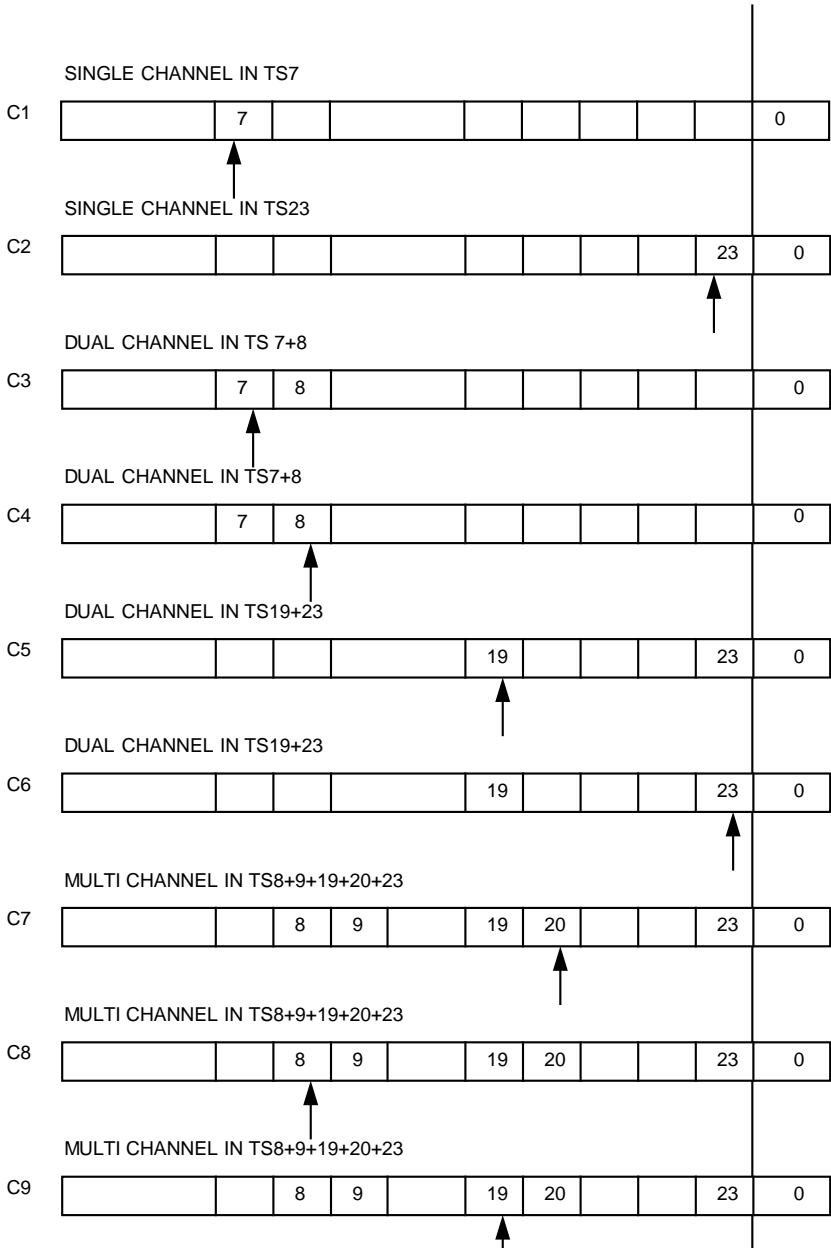 SINGLE CHANNEL IN TS7
C1 7 0
SINGLE CHANNEL IN TS23
C2 23 0
DUAL CHANNEL IN TS 7+8
C3 7 8 0
DUAL CHANNEL IN TS7+8
C4 7 8 0
DUAL CHANNEL IN TS19+23
C5 19 23 0
DUAL CHANNEL IN TS19+23
C6 19 23 0
MULTI CHANNEL IN TS8+9+19+20+23
C7 8 9 19 20 23 0
MULTI CHANNEL IN TS8+9+19+20+23
C8 8 9 19 20 23 0
MULTI CHANNEL IN TS8+9+19+20+23
C9 8 9 19 20 23 0